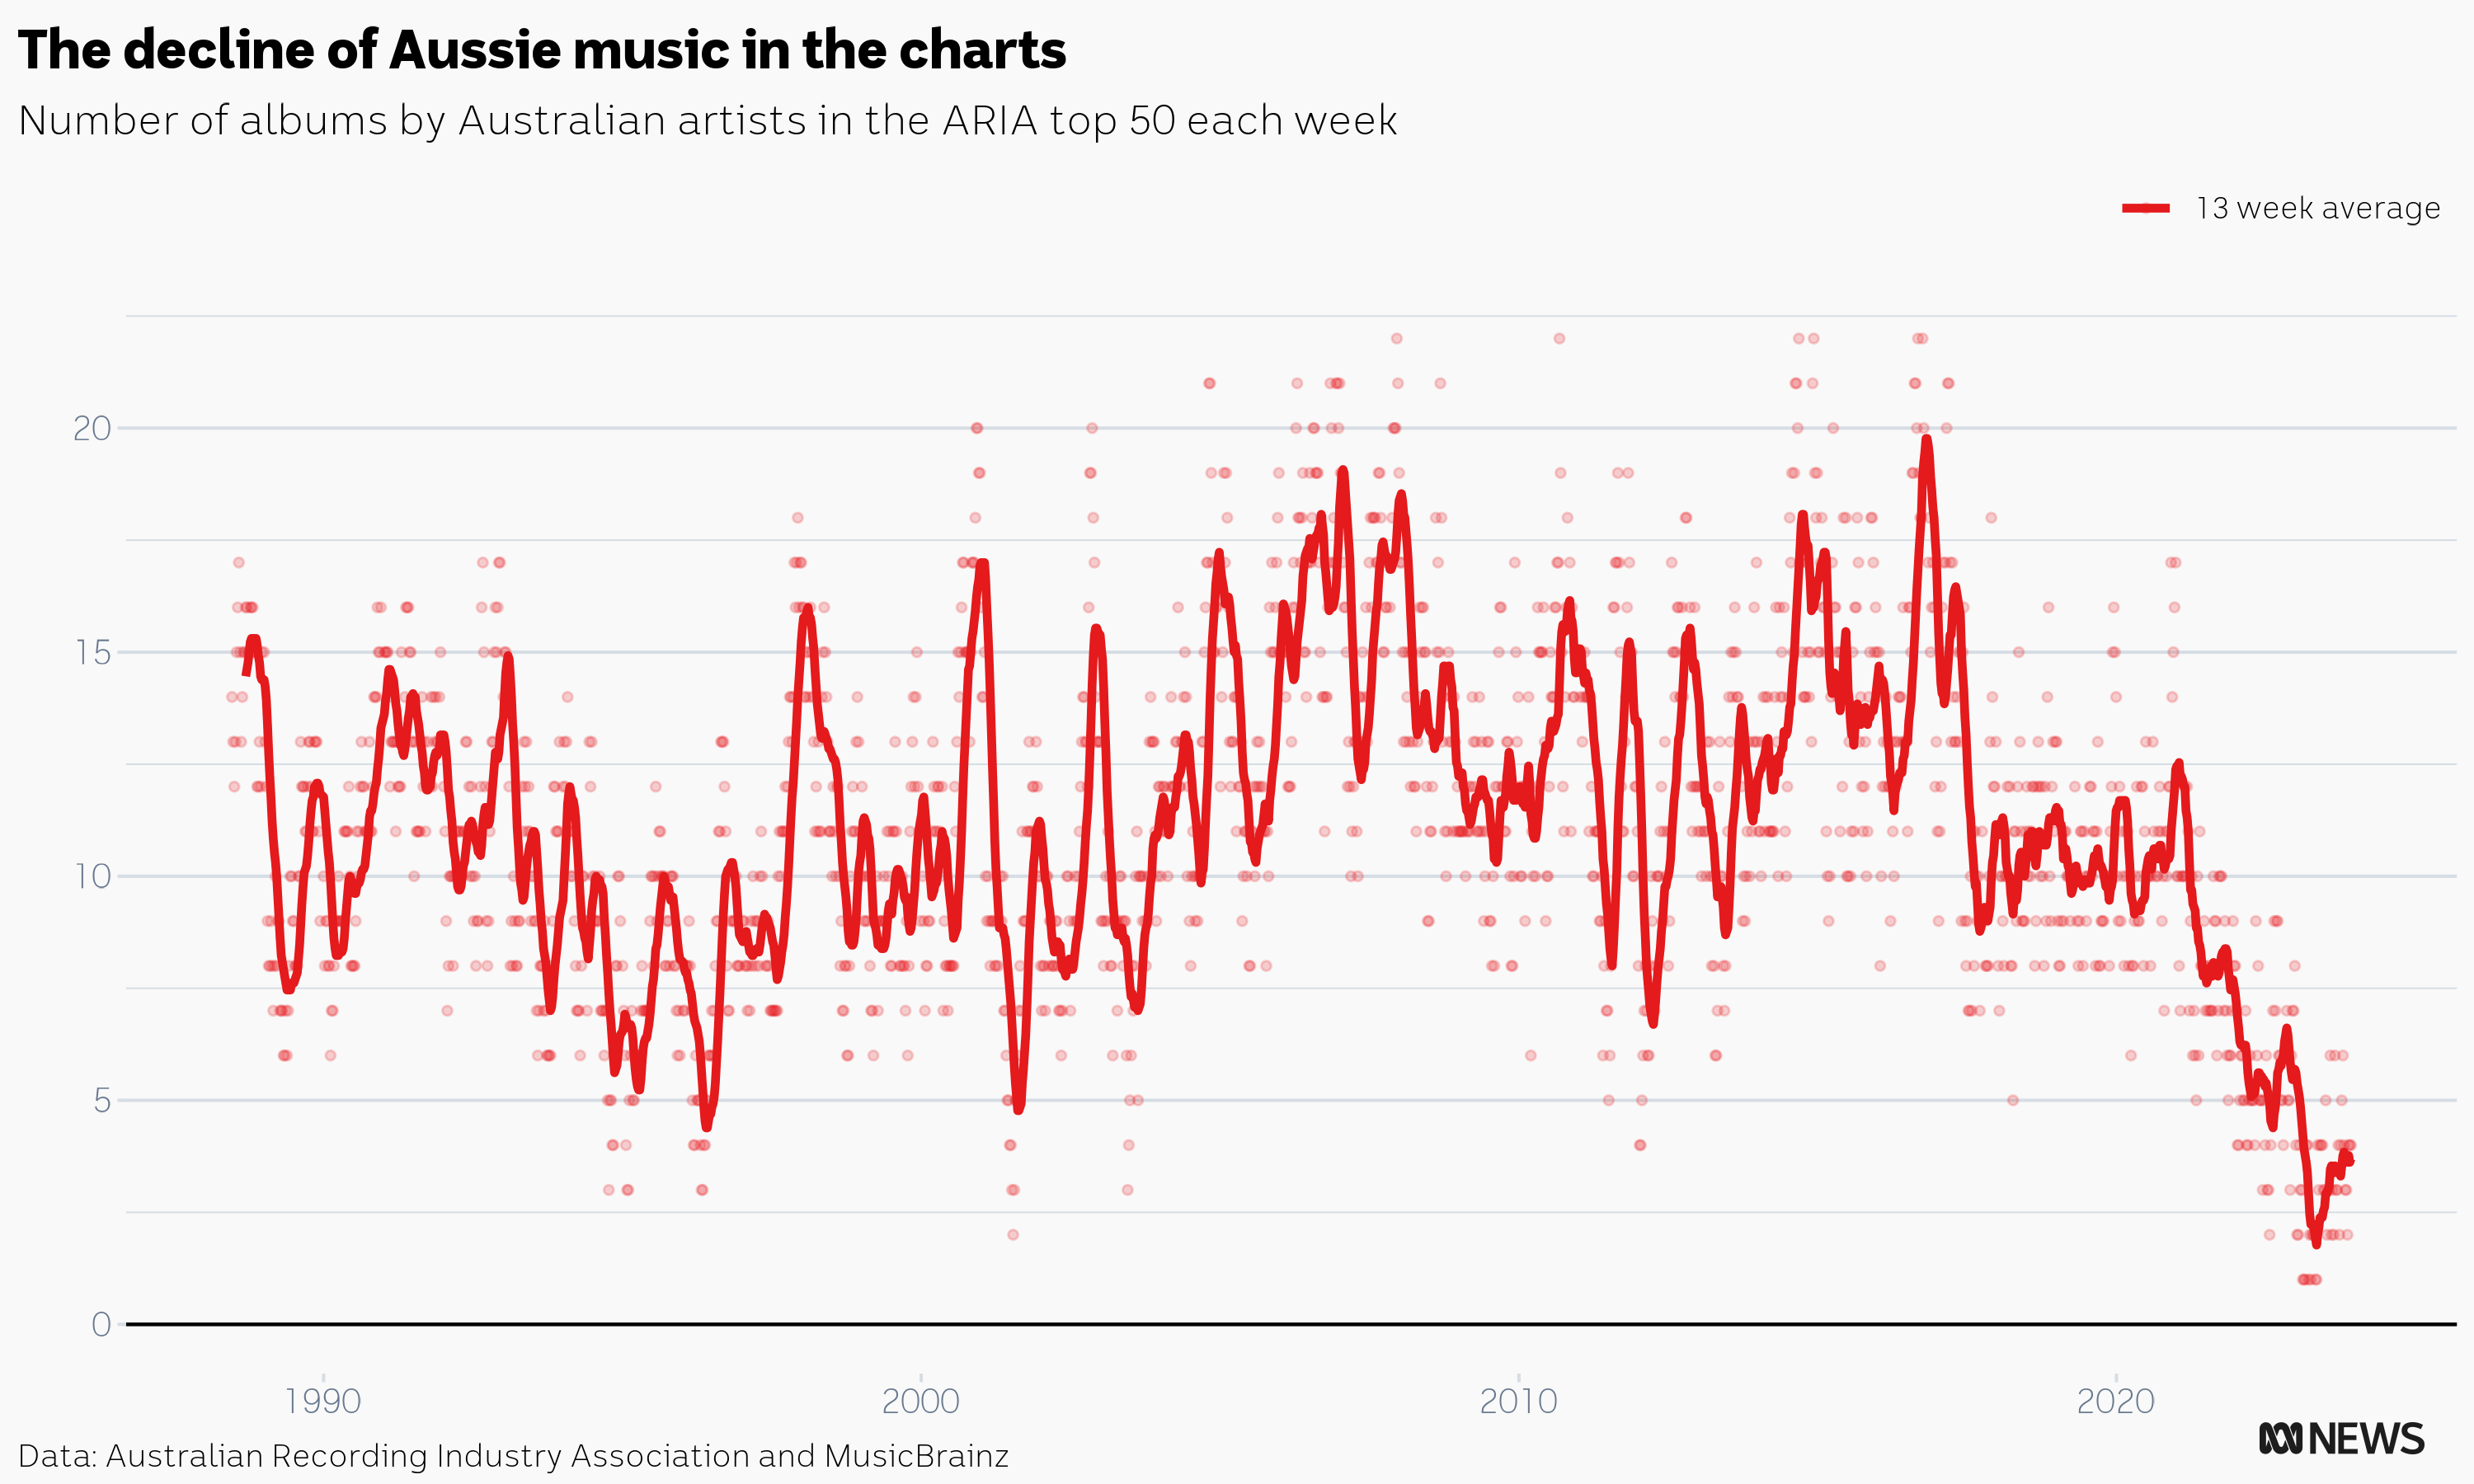 The decline of Aussie music in the charts
Number of albums by Australian artists in the ARIA top 50 each week
13 week average
20
15
10
5
0
1990 2000 2010 2020
Data: Australian Recording Industry Association and MusicBrainz
NEWS